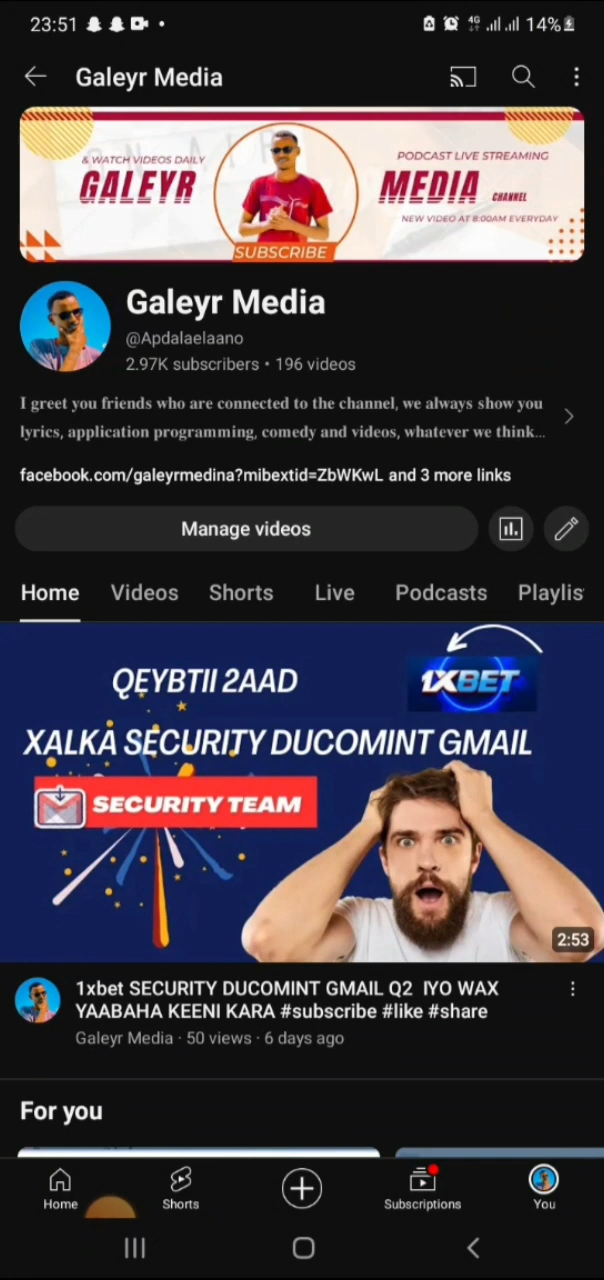 23:51
4G
14%
Galeyr Media
& WATCH VIDEOS DAILY
GALEYR
SUBSCRIBE
PODCAST LIVE STREAMING
MEDIA CHANNEL
NEW VIDEO AT 8:00AM EVERYDAY
Galeyr Media
@Apdalaelaano
2.97K subscribers • 196 videos
I greet you friends who are connected to the channel, we always show you
lyrics, application programming, comedy and videos, whatever we think...
facebook.com/galeyrmedina?mibextid=ZbWKwL and 3 more links
Manage videos
Home Videos Shorts Live Podcasts Playlis
QEYBTII 2AAD
1XBET
XALKA SECURITY DUCOMINT GMAIL
SECURITY TEAM
2:53
1xbet SECURITY DUCOMINT GMAIL Q2 IYO WAX
YAABAHA KEENI KARA #subscribe #like #share
Galeyr Media · 50 views · 6 days ago
For you
Home Shorts Subscriptions You